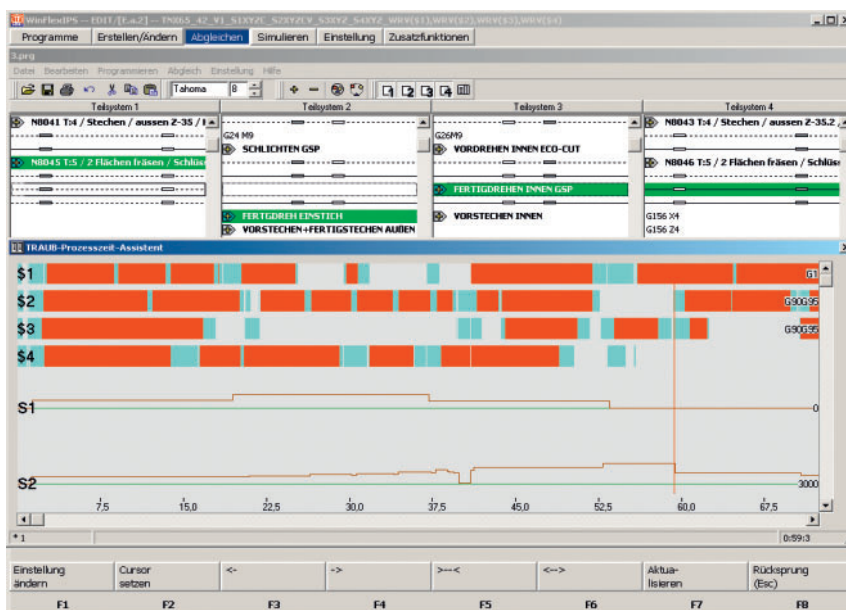 WinFlexIPS -- EDIT/[E.a.2] -- TNX65_42_V1_S1XYZC_S2XYZCV_S3XYZ_S4XYZ_WRV($1),WRV($2),WRV($3),WRV($4)
Programme Erstellen/Ändern Abgleichen Simulieren Einstellung Zusatzfunktionen
3.prg
Datei Bearbeiten Programmieren Abgleich Einstellung Hilfe
Tahoma 8
Teilsystem 1 Teilsystem 2 Teilsystem 3 Teilsystem 4
N8041 T:4 / Stechen / aussen Z-35 /
N8045 T:5 / 2 Flächen fräsen / Schlüs
G24 M9
SCHLICHTEN GSP
FERTGDREH EINSTICH
VORSTECHEN+FERTIGSTECHEN AUßEN
G26M9
VORDREHEN INNEN ECO-CUT
FERTIGDREHEN INNEN GSP
VORSTECHEN INNEN
N8043 T:4 / Stechen / aussen Z-35.2
N8046 T:5 / 2 Flächen fräsen / Schlüse
G156 X4
G156 Z4
TRAUB-Prozesszeit-Assistent
$1 G1
$2 G90G95
$3 G90G95
$4
S1 0
S2 3000
7,5 15,0 22,5 30,0 37,5 45,0 52,5 60,0 67,5
* 1 0:59:3
Einstellung ändern Cursor setzen <- -> >--< <--> Aktua- lisieren Rücksprung (Esc)
F1 F2 F3 F4 F5 F6 F7 F8